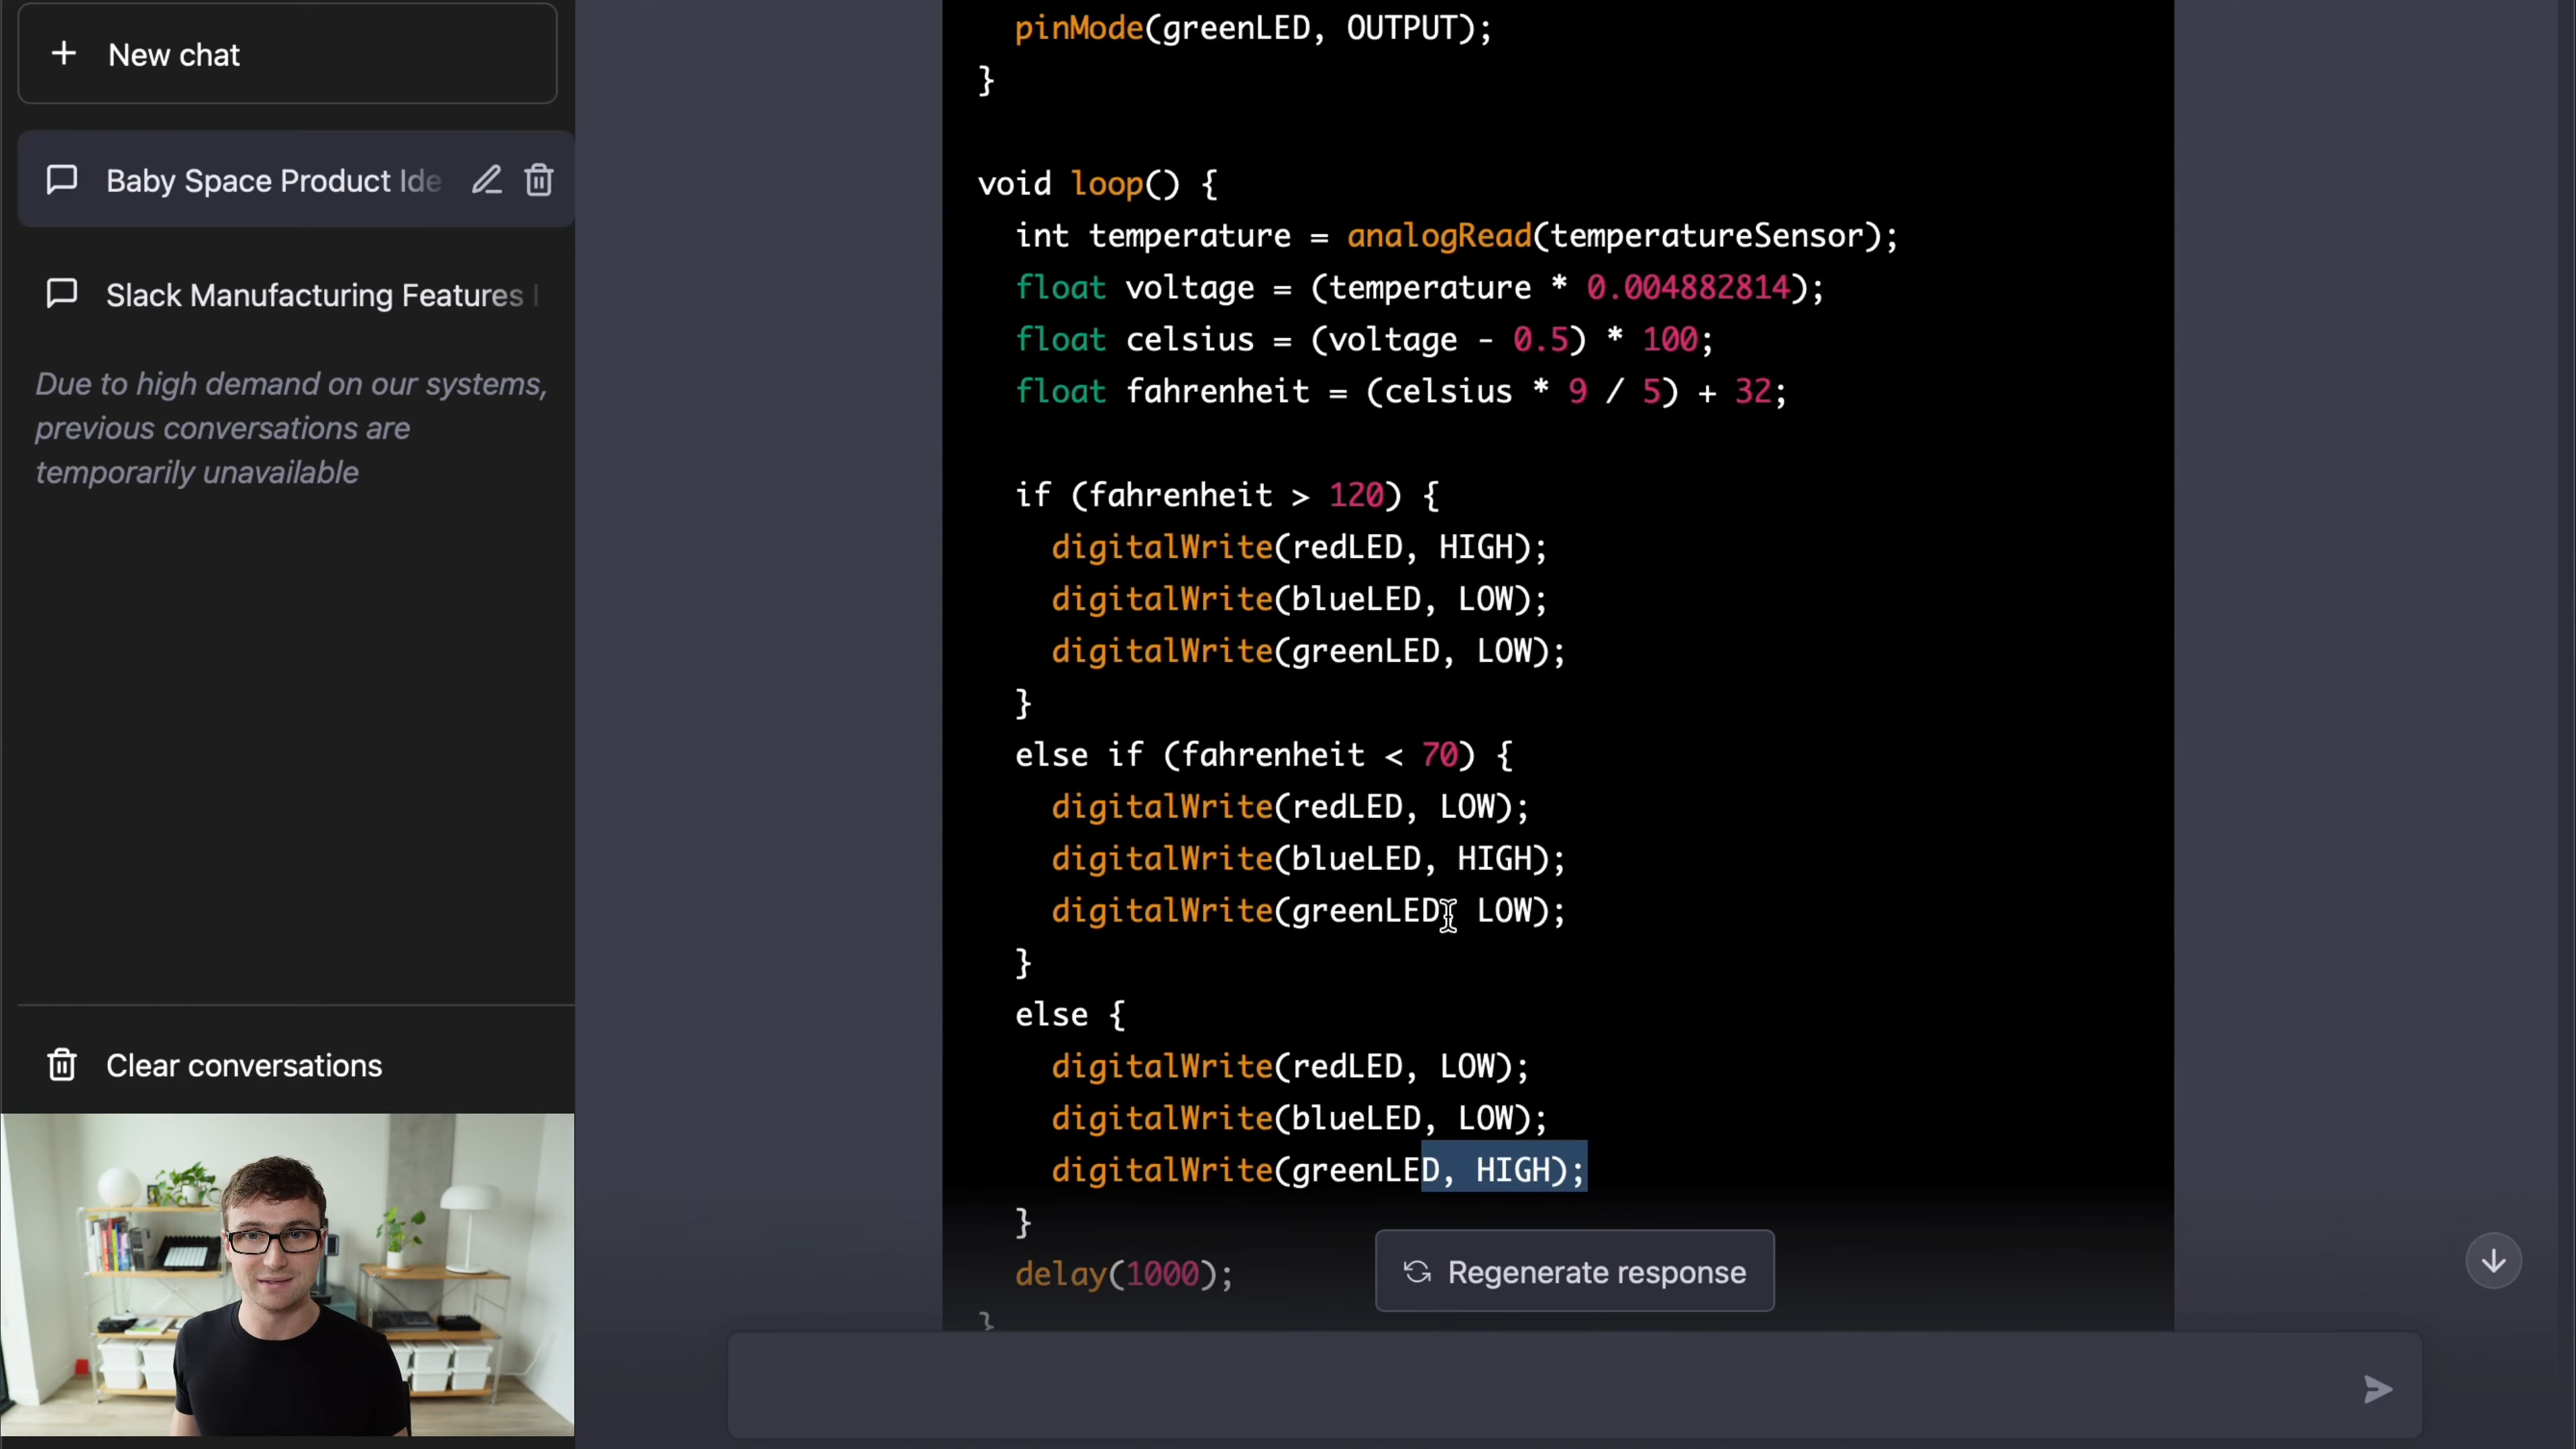 New chat
Baby Space Product Ide
Slack Manufacturing Features
Due to high demand on our systems,
previous conversations are
temporarily unavailable
Clear conversations
pinMode(greenLED, OUTPUT);
}
void loop() {
int temperature = analogRead(temperatureSensor);
float voltage = (temperature * 0.004882814);
float celsius = (voltage - 0.5) * 100;
float fahrenheit = (celsius * 9 / 5) + 32;
if (fahrenheit > 120) {
digitalWrite(redLED, HIGH);
digitalWrite(blueLED, LOW);
digitalWrite(greenLED, LOW);
}
else if (fahrenheit < 70) {
digitalWrite(redLED, LOW);
digitalWrite(blueLED, HIGH);
digitalWrite(greenLED, LOW);
}
else {
digitalWrite(redLED, LOW);
digitalWrite(blueLED, LOW);
digitalWrite(greenLED, HIGH);
}
delay(1000);
}
Regenerate response